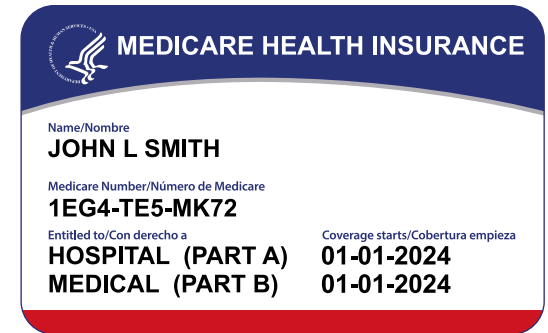 MEDICARE HEALTH INSURANCE
Name/Nombre
JOHN L SMITH
Medicare Number/Número de Medicare
1EG4-TE5-MK72
Entitled to/Con derecho a Coverage starts/Cobertura empieza
HOSPITAL (PART A) 01-01-2024
MEDICAL (PART B) 01-01-2024